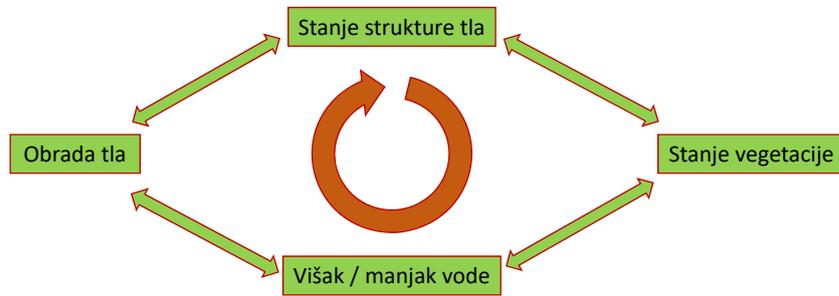 Stanje strukture tla
Obrada tla
Stanje vegetacije
Višak / manjak vode